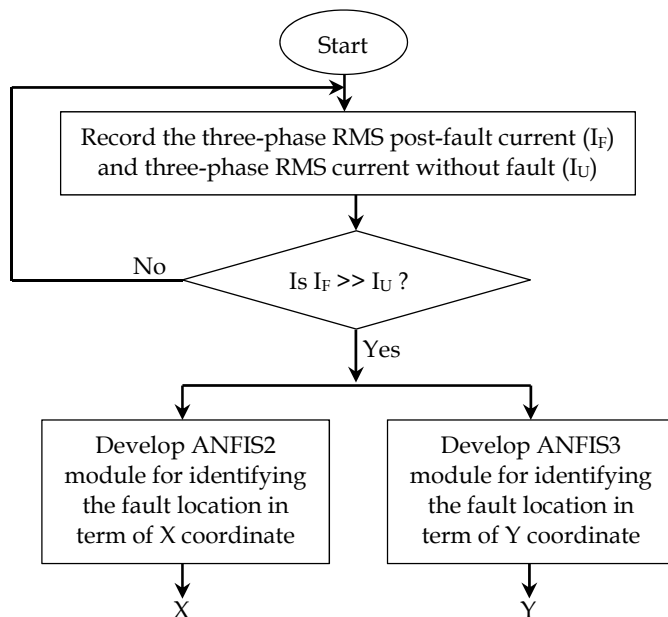 Start
Record the three-phase RMS post-fault current (IF)
and three-phase RMS current without fault (IU)
No
Is IF >> IU ?
Yes
Develop ANFIS2
module for identifying
the fault location in
term of X coordinate
Develop ANFIS3
module for identifying
the fault location in
term of Y coordinate
X
Y